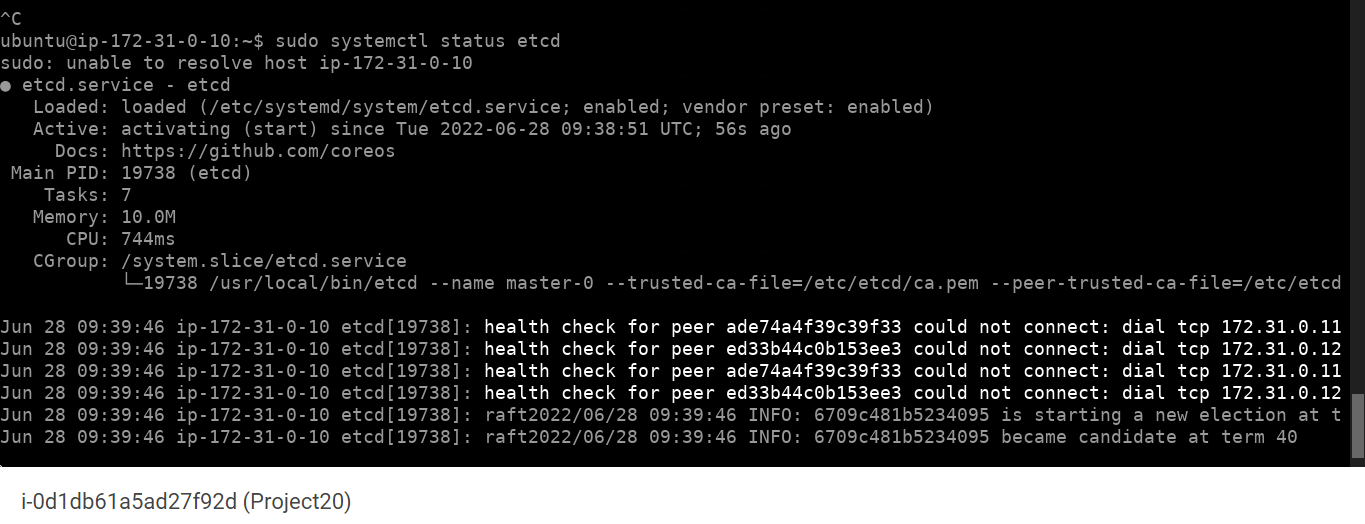 ^C
ubuntu@ip-172-31-0-10:~$ sudo systemctl status etcd
sudo: unable to resolve host ip-172-31-0-10
● etcd.service - etcd
   Loaded: loaded (/etc/systemd/system/etcd.service; enabled; vendor preset: enabled)
   Active: activating (start) since Tue 2022-06-28 09:38:51 UTC; 56s ago
     Docs: https://github.com/coreos
 Main PID: 19738 (etcd)
    Tasks: 7
   Memory: 10.0M
      CPU: 744ms
   CGroup: /system.slice/etcd.service
           └─19738 /usr/local/bin/etcd --name master-0 --trusted-ca-file=/etc/etcd/ca.pem --peer-trusted-ca-file=/etc/etcd
Jun 28 09:39:46 ip-172-31-0-10 etcd[19738]: health check for peer ade74a4f39c39f33 could not connect: dial tcp 172.31.0.11
Jun 28 09:39:46 ip-172-31-0-10 etcd[19738]: health check for peer ed33b44c0b153ee3 could not connect: dial tcp 172.31.0.12
Jun 28 09:39:46 ip-172-31-0-10 etcd[19738]: health check for peer ade74a4f39c39f33 could not connect: dial tcp 172.31.0.11
Jun 28 09:39:46 ip-172-31-0-10 etcd[19738]: health check for peer ed33b44c0b153ee3 could not connect: dial tcp 172.31.0.12
Jun 28 09:39:46 ip-172-31-0-10 etcd[19738]: raft2022/06/28 09:39:46 INFO: 6709c481b5234095 is starting a new election at t
Jun 28 09:39:46 ip-172-31-0-10 etcd[19738]: raft2022/06/28 09:39:46 INFO: 6709c481b5234095 became candidate at term 40
i-0d1db61a5ad27f92d (Project20)